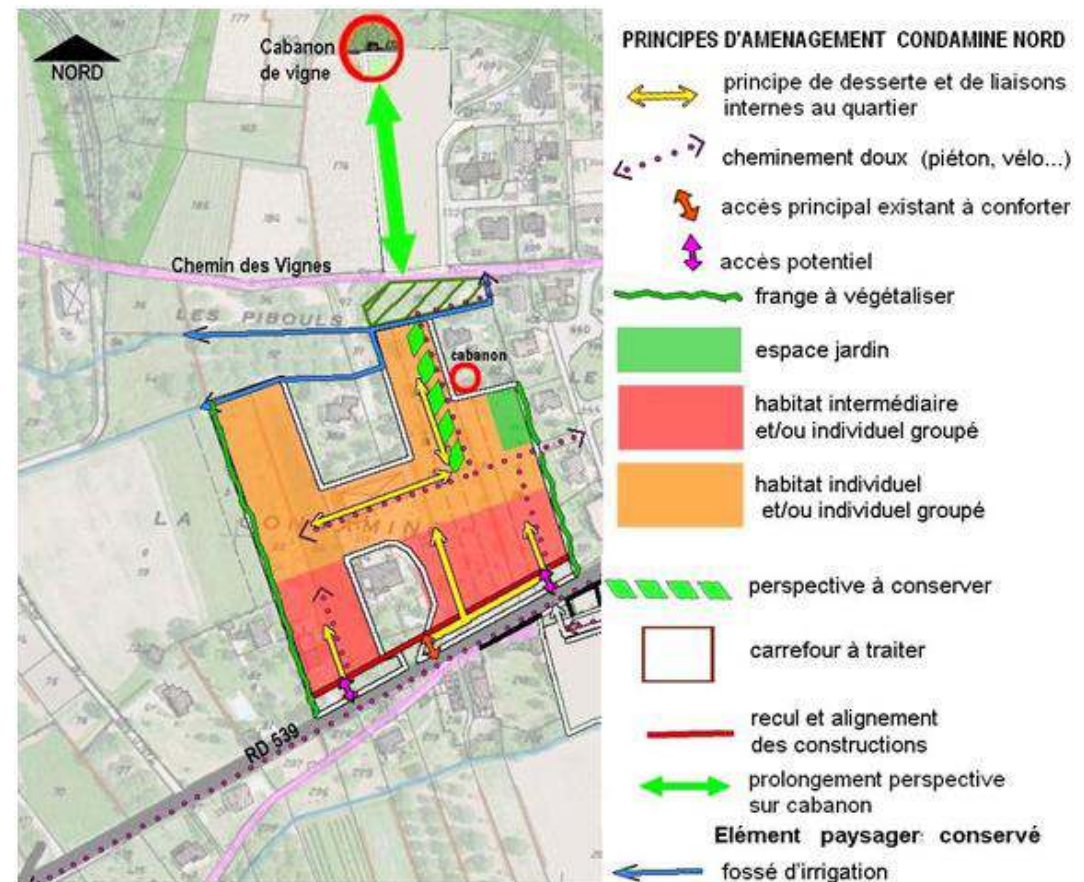 Cabanon
de vigne
NORD
Chemin des Vignes
LES PIBOULS
cabanon
LE
LA
RD 539
PRINCIPES D'AMENAGEMENT CONDAMINE NORD
principe de desserte et de liaisons
internes au quartier
cheminement doux (piéton, vélo...)
accès principal existant à conforter
accès potentiel
frange à végétaliser
espace jardin
habitat intermédiaire
et/ou individuel groupé
habitat individuel
et/ou individuel groupé
perspective à conserver
carrefour à traiter
recul et alignement
des constructions
prolongement perspective
sur cabanon
Elément paysager conservé
fossé d'irrigation